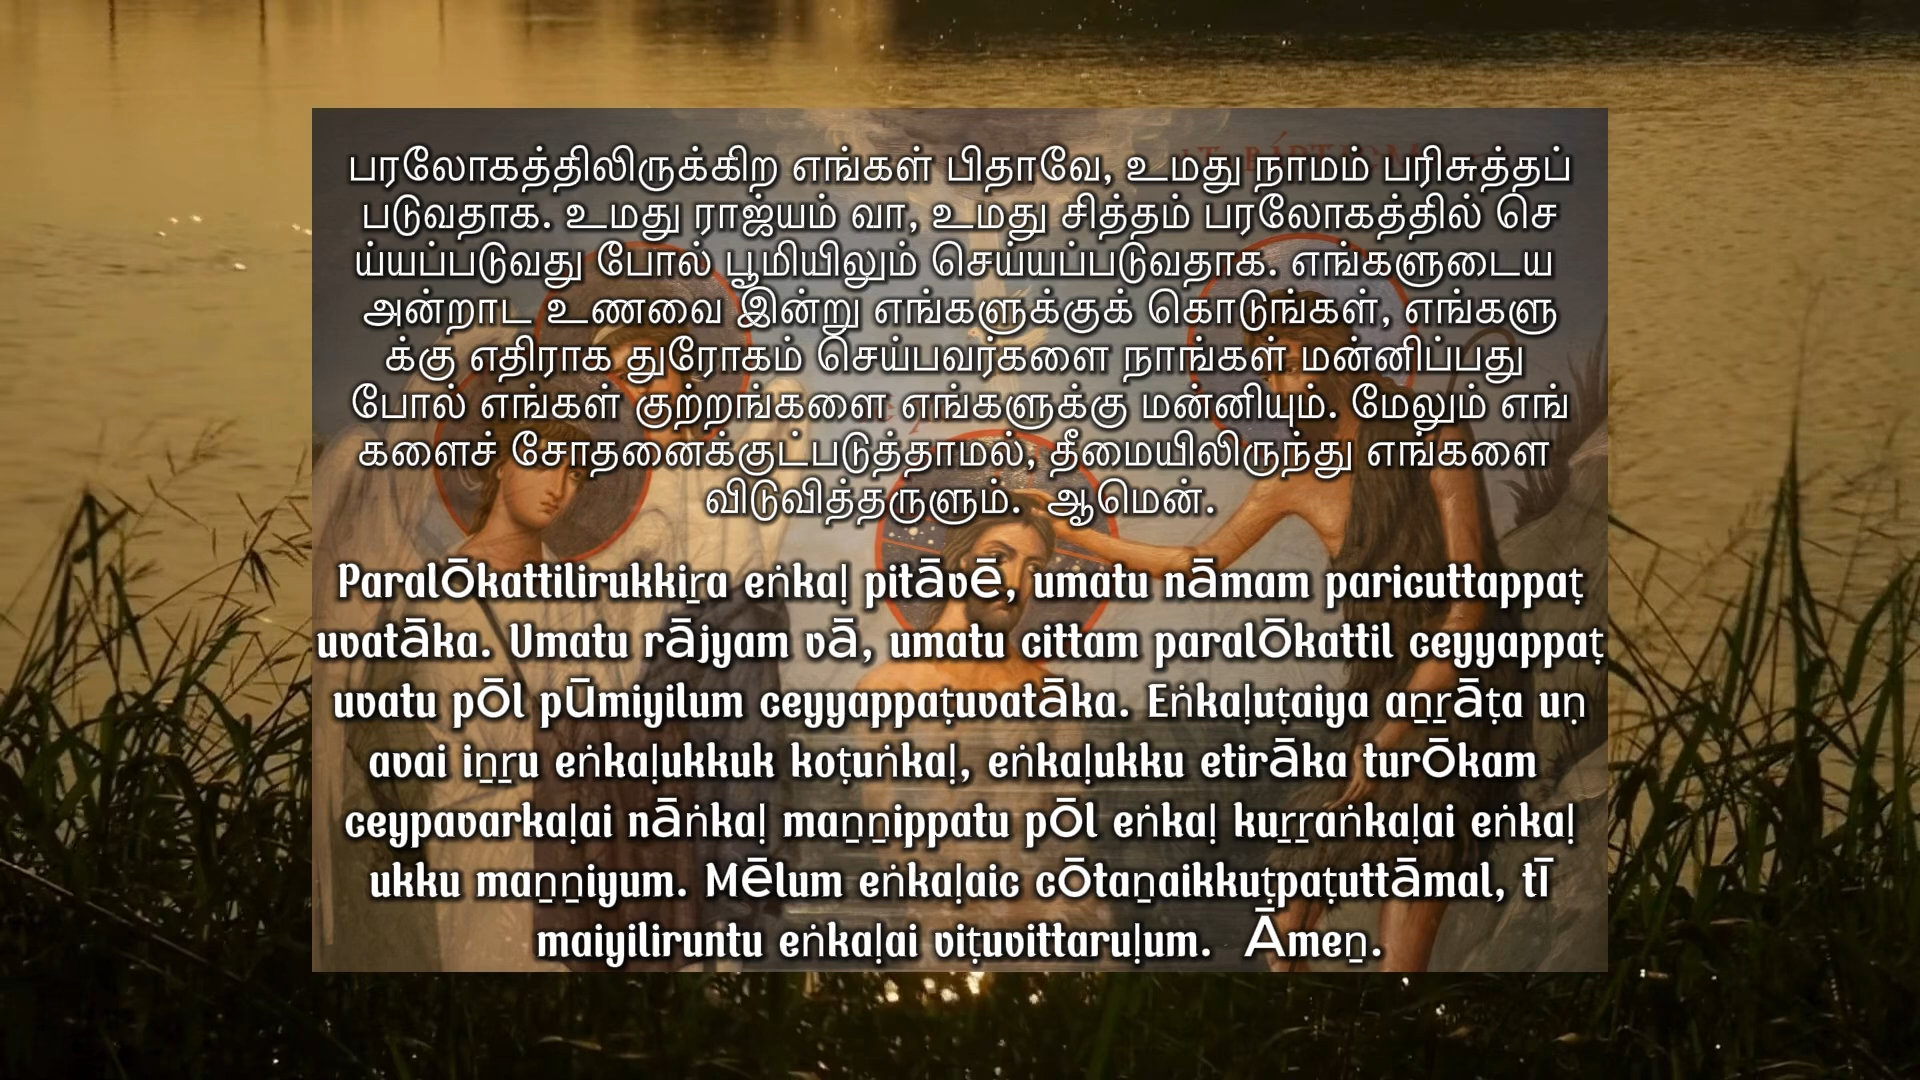 பரலோகத்திலிருக்கிற எங்கள் பிதாவே, உமது நாமம் பரிசுத்தப்
படுவதாக. உமது ராஜ்யம் வா, உமது சித்தம் பரலோகத்தில் செ
ய்யப்படுவது போல் பூமியிலும் செய்யப்படுவதாக. எங்களுடைய
அன்றாட உணவை இன்று எங்களுக்குக் கொடுங்கள், எங்களு
க்கு எதிராக துரோகம் செய்பவர்களை நாங்கள் மன்னிப்பது
போல் எங்கள் குற்றங்களை எங்களுக்கு மன்னியும். மேலும் எங்
களைச் சோதனைக்குட்படுத்தாமல், தீமையிலிருந்து எங்களை
விடுவித்தருளும். ஆமென்.
Paralōkattilirukkiṟa eṅkaḷ pitāvē, umatu nāmam paricuttappaṭ
uvatāka. Umatu rājyam vā, umatu cittam paralōkattil ceyyappaṭ
uvatu pōl pūmiyilum ceyyappaṭuvatāka. Eṅkaḷuṭaiya aṉṟāṭa uṇ
avai iṉṟu eṅkaḷukkuk koṭuṅkaḷ, eṅkaḷukku etirāka turōkam
ceypavarkaḷai nāṅkaḷ maṉṉippatu pōl eṅkaḷ kuṟṟaṅkaḷai eṅkaḷ
ukku maṉṉiyum. Mēlum eṅkaḷaic cōtaṉaikkuṭpaṭuttāmal, tī
maiyiliruntu eṅkaḷai viṭuvittaruḷum. Āmeṉ.